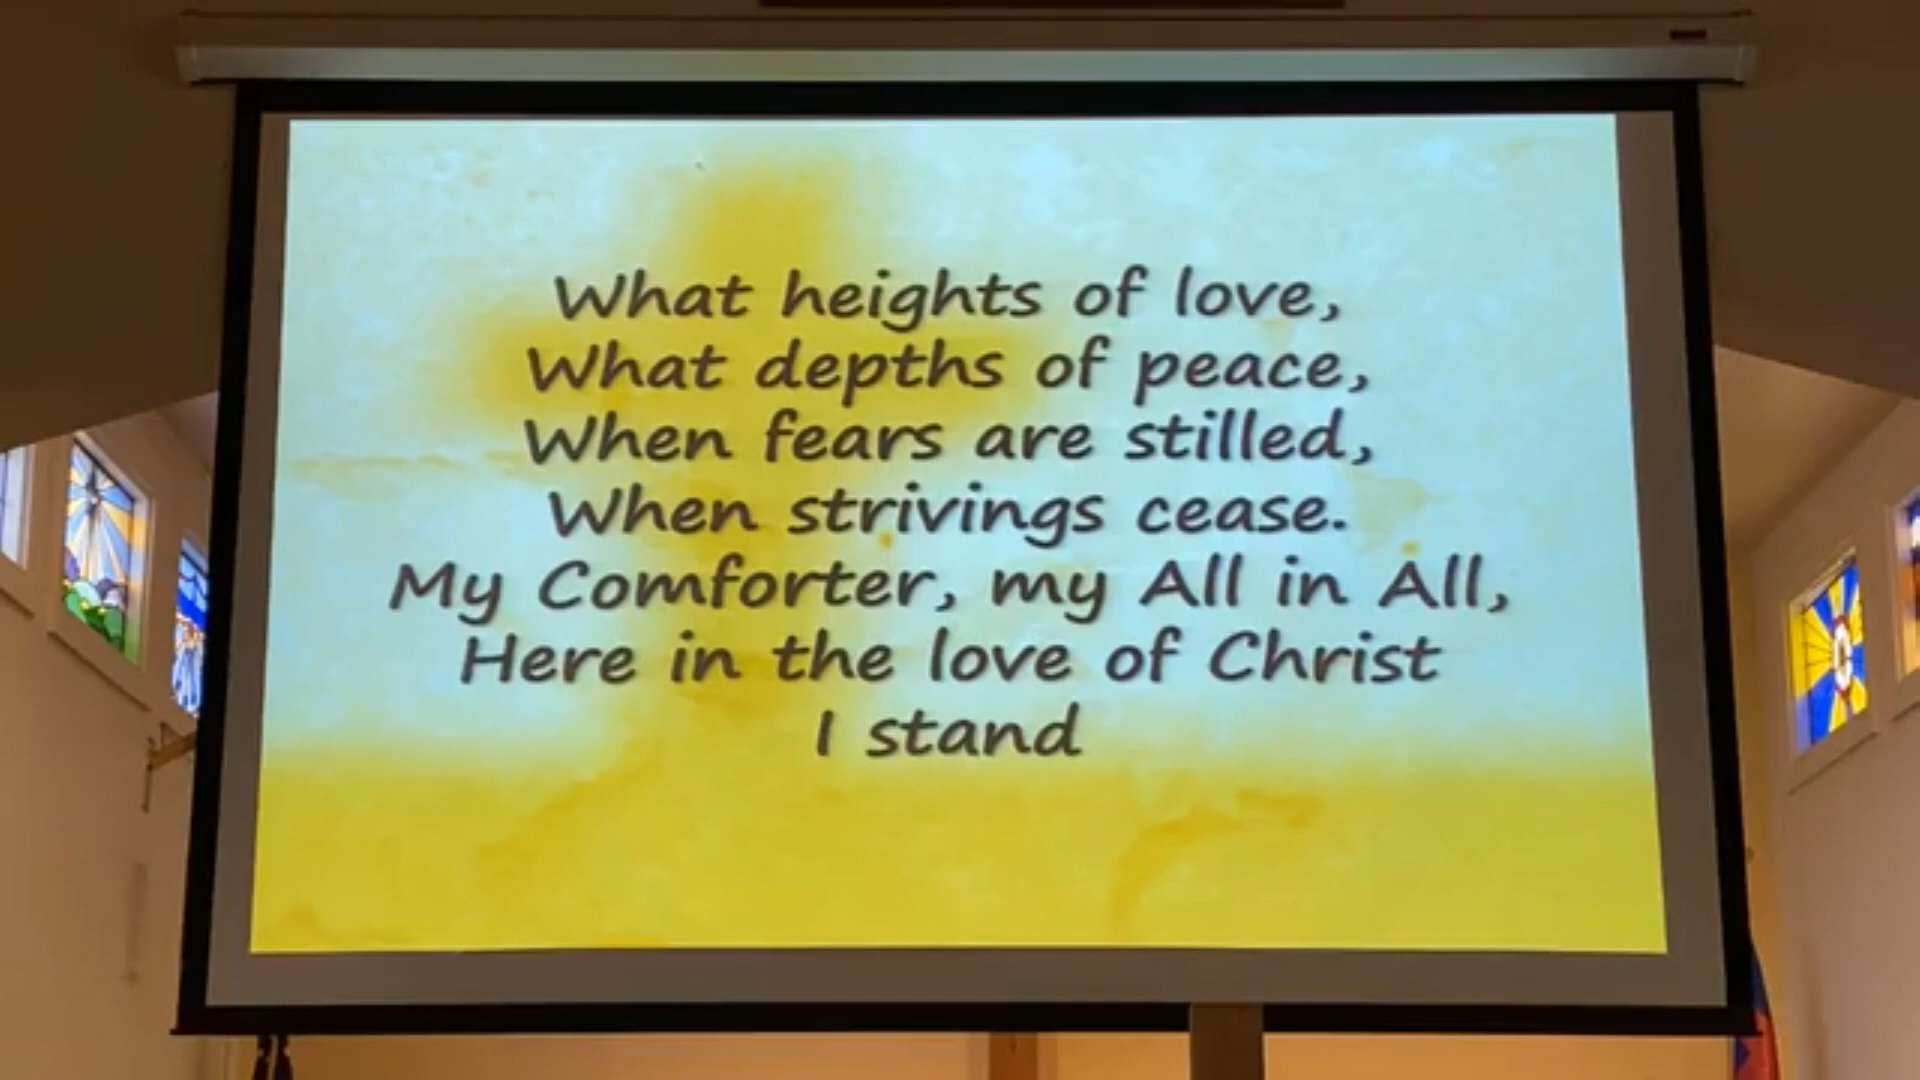 What heights of love,
What depths of peace,
When fears are stilled,
When strivings cease.
My Comforter, my All in All,
Here in the love of Christ
I stand